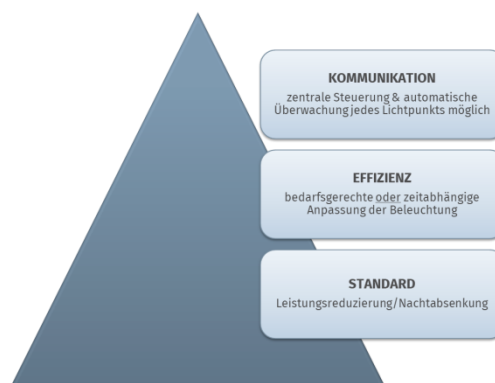 KOMMUNIKATION
zentrale Steuerung & automatische
Überwachung jedes Lichtpunkts möglich
EFFIZIENZ
bedarfsgerechte oder zeitabhängige
Anpassung der Beleuchtung
STANDARD
Leistungsreduzierung/Nachtabsenkung